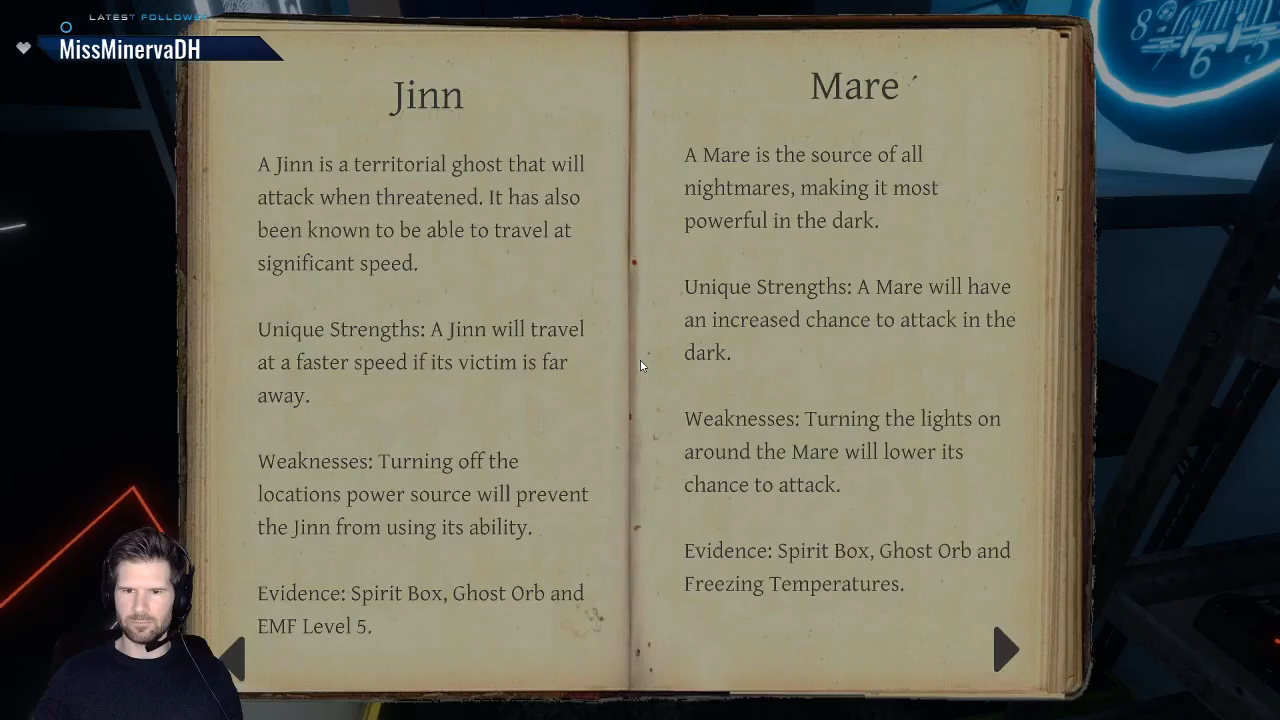 LATEST FOLLOWER
MissMinervaDH
Jinn
A Jinn is a territorial ghost that will
attack when threatened. It has also
been known to be able to travel at
significant speed.
Unique Strengths: A Jinn will travel
at a faster speed if its victim is far
away.
Weaknesses: Turning off the
locations power source will prevent
the Jinn from using its ability.
Evidence: Spirit Box, Ghost Orb and
EMF Level 5.
Mare
A Mare is the source of all
nightmares, making it most
powerful in the dark.
Unique Strengths: A Mare will have
an increased chance to attack in the
dark.
Weaknesses: Turning the lights on
around the Mare will lower its
chance to attack.
Evidence: Spirit Box, Ghost Orb and
Freezing Temperatures.
8
6
5